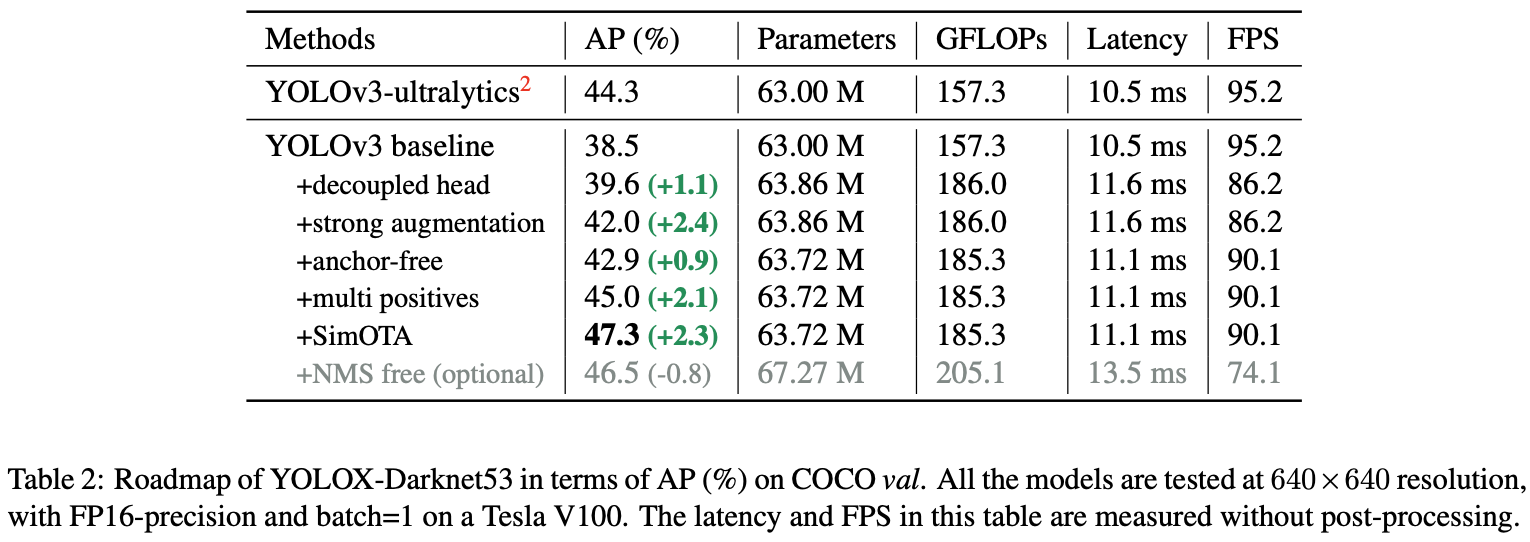 Methods AP (%) Parameters GFLOPs Latency FPS
YOLOv3-ultralytics2 44.3 63.00 M 157.3 10.5 ms 95.2
YOLOv3 baseline 38.5 63.00 M 157.3 10.5 ms 95.2
+decoupled head 39.6 (+1.1) 63.86 M 186.0 11.6 ms 86.2
+strong augmentation 42.0 (+2.4) 63.86 M 186.0 11.6 ms 86.2
+anchor-free 42.9 (+0.9) 63.72 M 185.3 11.1 ms 90.1
+multi positives 45.0 (+2.1) 63.72 M 185.3 11.1 ms 90.1
+SimOTA 47.3 (+2.3) 63.72 M 185.3 11.1 ms 90.1
+NMS free (optional) 46.5 (-0.8) 67.27 M 205.1 13.5 ms 74.1
Table 2: Roadmap of YOLOX-Darknet53 in terms of AP (%) on COCO val. All the models are tested at 640×640 resolution,
with FP16-precision and batch=1 on a Tesla V100. The latency and FPS in this table are measured without post-processing.